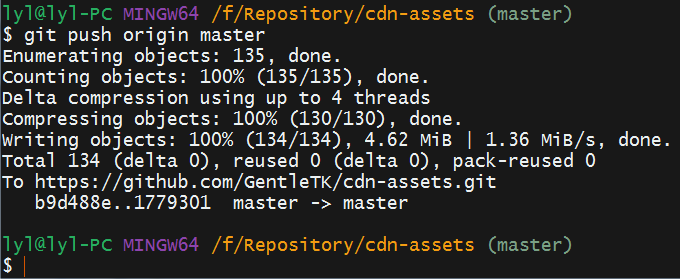 lyl@lyl-PC MINGW64 /f/Repository/cdn-assets (master)
$ git push origin master
Enumerating objects: 135, done.
Counting objects: 100% (135/135), done.
Delta compression using up to 4 threads
Compressing objects: 100% (130/130), done.
Writing objects: 100% (134/134), 4.62 MiB | 1.36 MiB/s, done.
Total 134 (delta 0), reused 0 (delta 0), pack-reused 0
To https://github.com/GentleTK/cdn-assets.git
   b9d488e..1779301  master -> master

lyl@lyl-PC MINGW64 /f/Repository/cdn-assets (master)
$